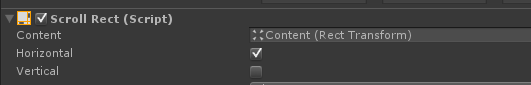 Scroll Rect (Script)
Content Content (Rect Transform)
Horizontal
Vertical